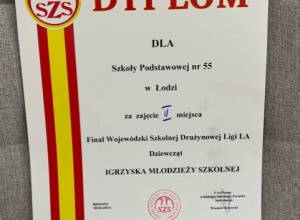 DYPLOM
SZS
DLA
Szkoły Podstawowej nr 55
w Łodzi
za zajęcie II miejsca
Finał Wojewódzki Szkolnej Drużynowej Ligi LA
Dziewcząt
IGRZYSKA MŁODZIEŻY SZKOLNEJ